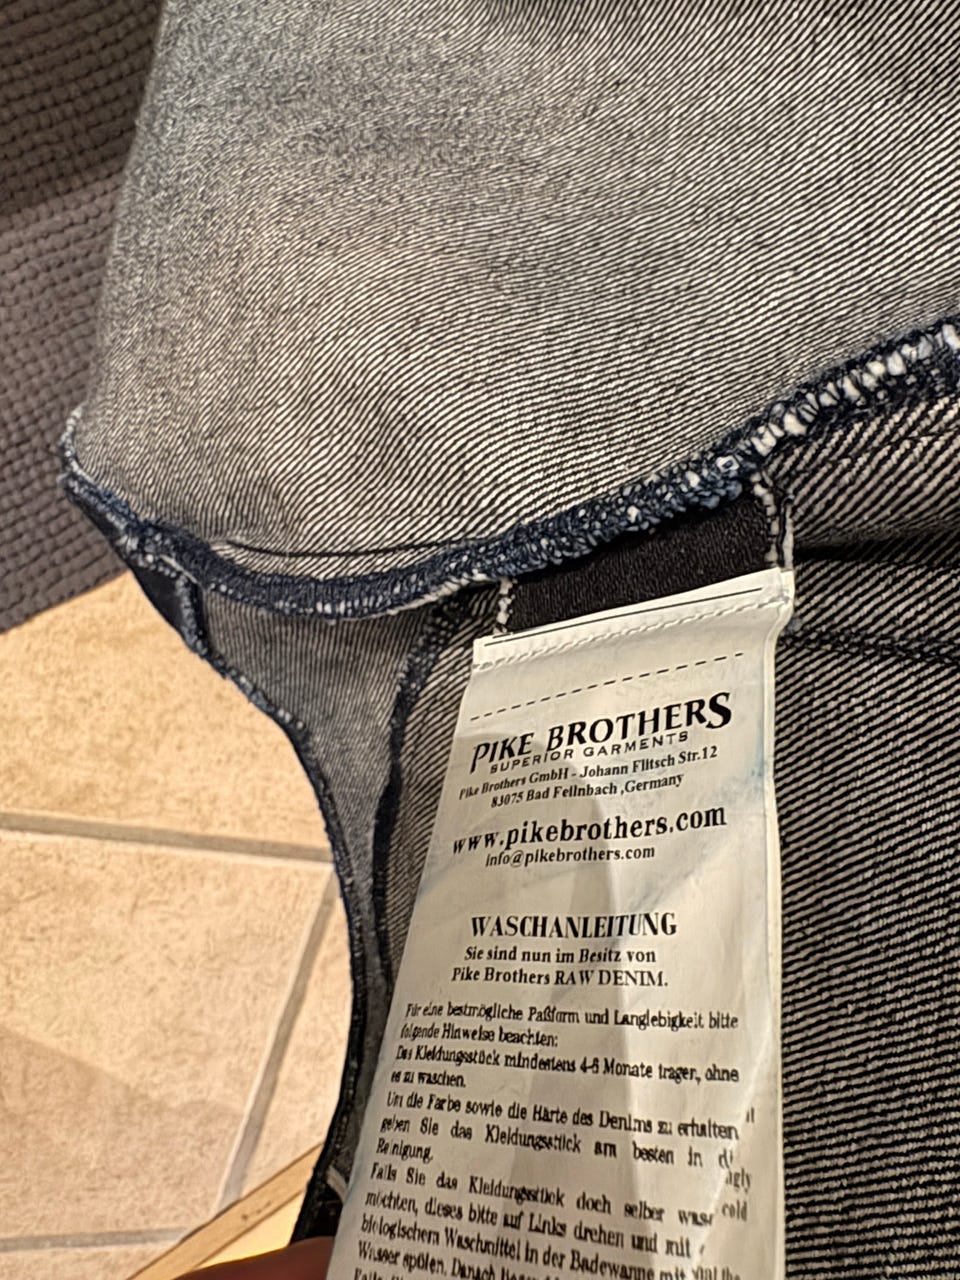 PIKE BROTHERS
SUPERIOR GARMENTS
Pike Brothers GmbH - Johann Flitsch Str.12
83075 Bad Feilnbach ,Germany
www.pikebrothers.com
info@pikebrothers.com
WASCHANLEITUNG
Sie sind nun im Besitz von
Pike Brothers RAW DENIM.
Für eine bestmögliche Paßform und Langlebigkeit bitte
folgende Hinweise beachten:
Das Kleidungsstück mindestens 4-6 Monate tragen, ohne
es zu waschen.
Um die Farbe sowie die Härte des Denims zu erhalten
geben Sie das Kleidungsstück am besten in
Reinigung.
Falls Sie das Kleidungsstück doch selber
möchten, dieses bitte auf Links drehen und mit
biologischem Waschmittel in der Badewanne mit
Wasser spülen. Danach
cold